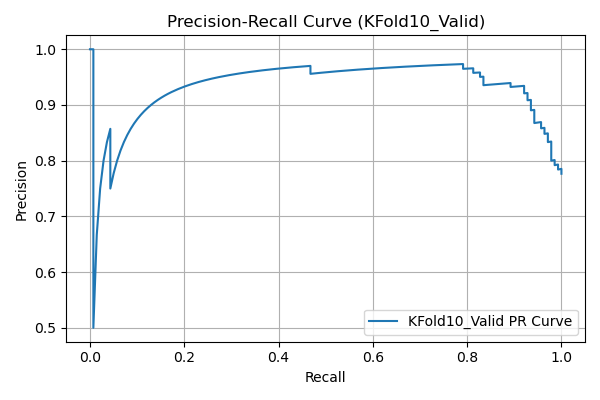 Precision-Recall Curve (KFold10_Valid)
Precision
1.0
0.9
0.8
0.7
0.6
0.5
KFold10_Valid PR Curve
0.0 0.2 0.4 0.6 0.8 1.0
Recall